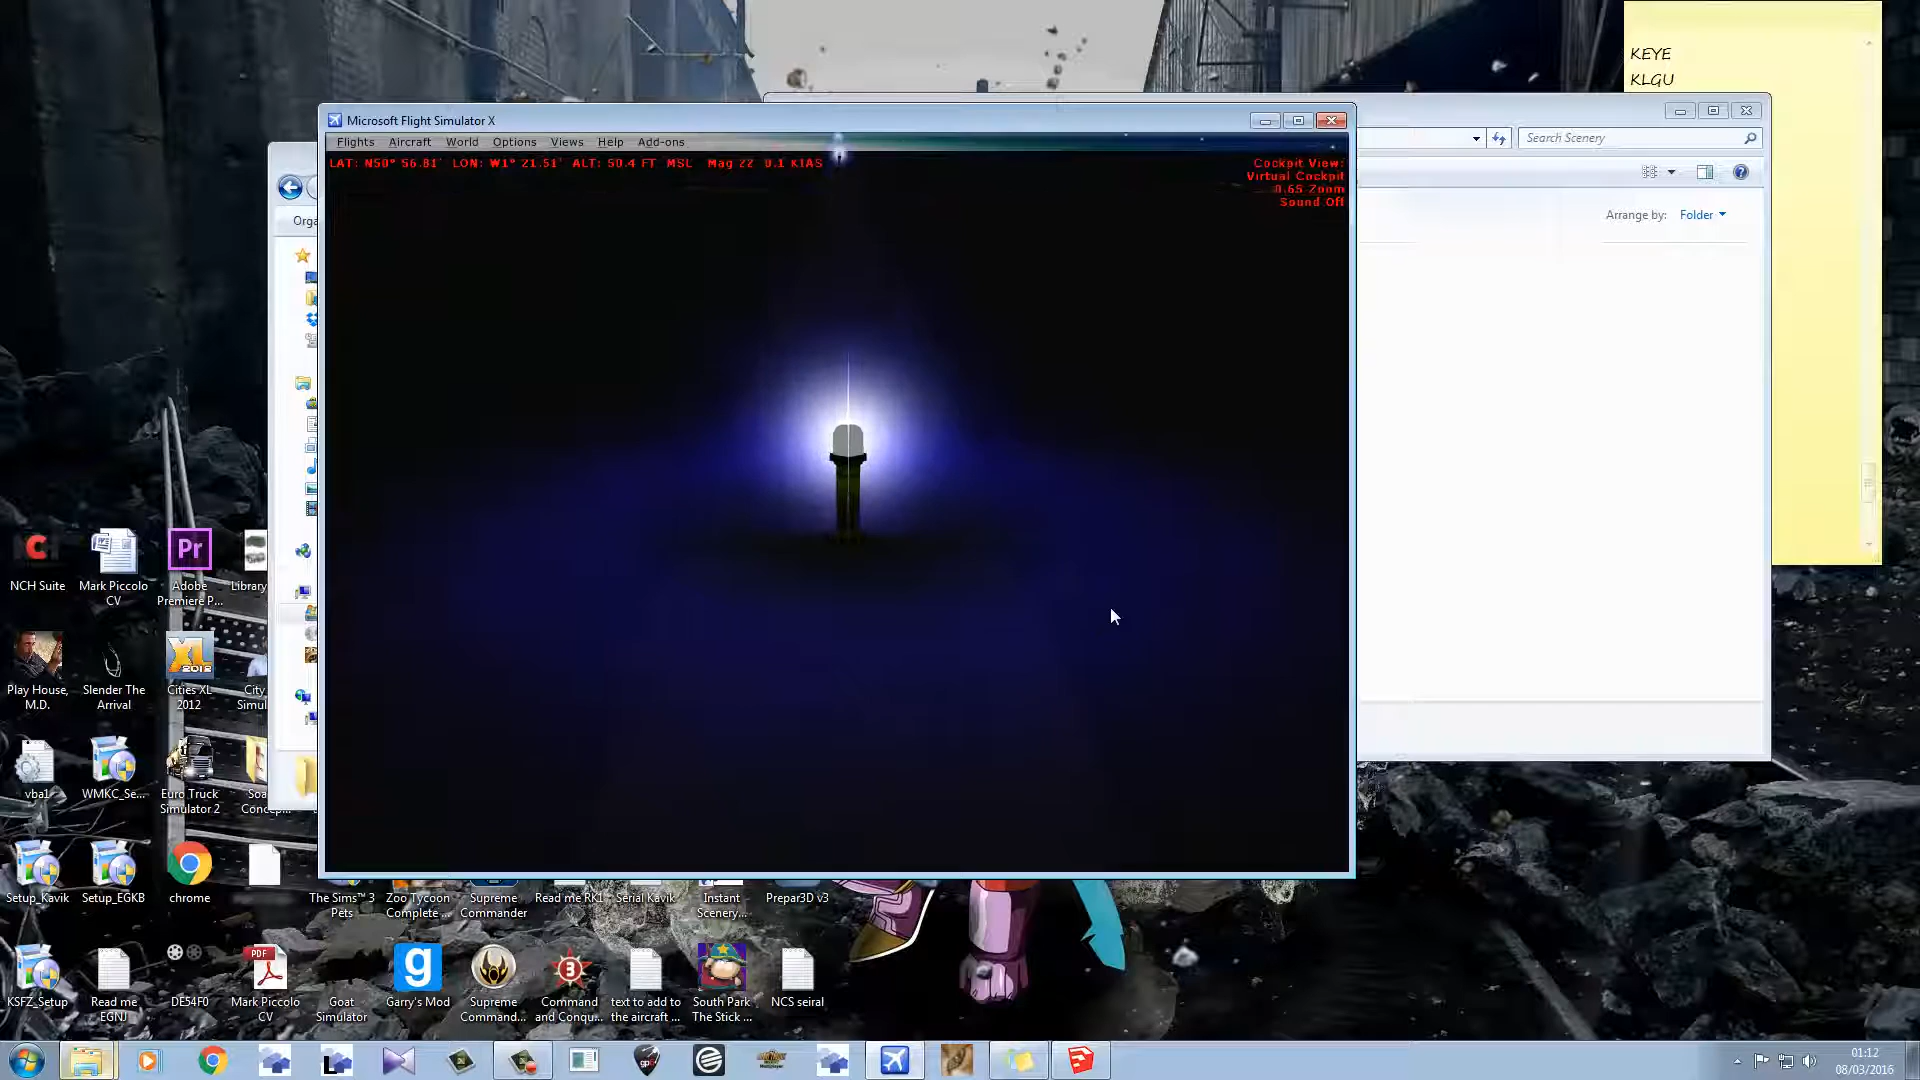 KEYE
KLGU
Microsoft Flight Simulator X
Search Scenery
Flights Aircraft World Options Views Help Add-ons
LAT: N50° 56.81' LON: W1° 21.51' ALT: 50.4 FT MSL Mag 22 0.1 KIAS
Cockpit View:
Virtual Cockpit
0.65 Zoom
Sound Off
Orga
Arrange by: Folder
NCH Suite
Mark Piccolo
CV
Adobe
Premiere P...
Library
Play House,
M.D.
Slender The
Arrival
Cities XL
2012
City
Simul
vba1
WMKC_Se...
Euro Truck
Simulator 2
Soa
Concep...
Setup_Kavik
Setup_EGKB
chrome
The Sims™ 3
Pets
Zoo Tycoon
Complete ...
Supreme
Commander
Read me RK1
Serial Kavik
Instant
Scenery...
Prepar3D v3
KSFZ_Setup
Read me
EGNJ
DE54F0
Mark Piccolo
CV
Goat
Simulator
Garry's Mod
Supreme
Command...
Command
and Conqu...
text to add to
the aircraft ...
South Park
The Stick ...
NCS seiral
01:12
08/03/2016